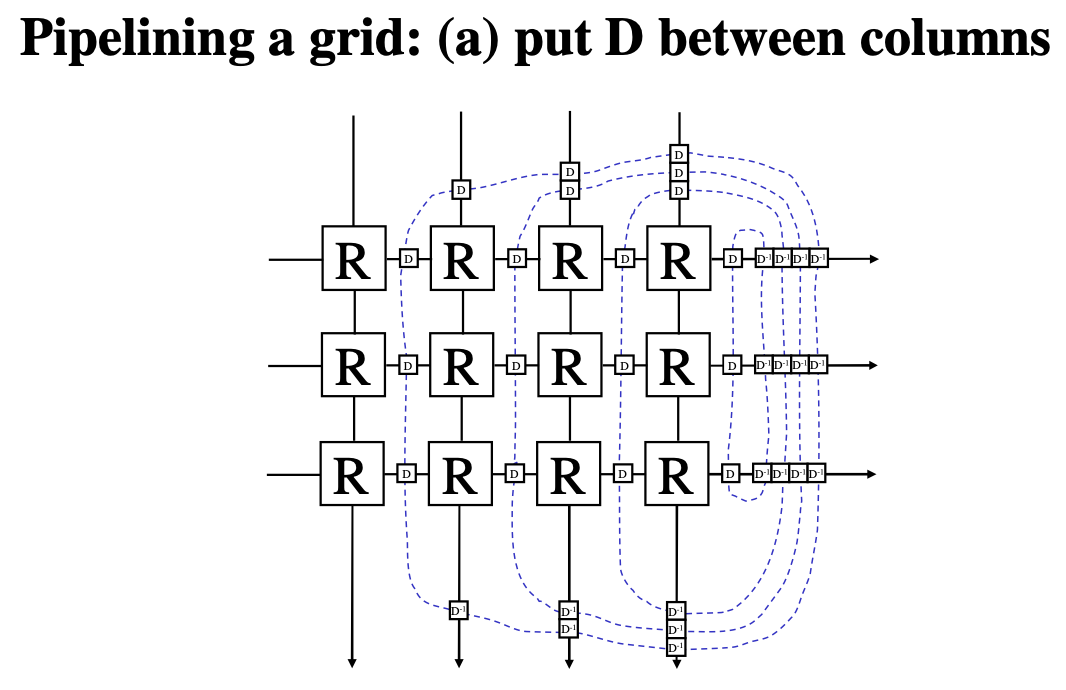 Pipelining a grid: (a) put D between columns
D
D D
D D D
R D R D R D R D D⁻¹ D⁻¹ D⁻¹ D⁻¹
R D R D R D R D D⁻¹ D⁻¹ D⁻¹ D⁻¹
R D R D R D R D D⁻¹ D⁻¹ D⁻¹ D⁻¹
D⁻¹
D⁻¹ D⁻¹
D⁻¹ D⁻¹ D⁻¹